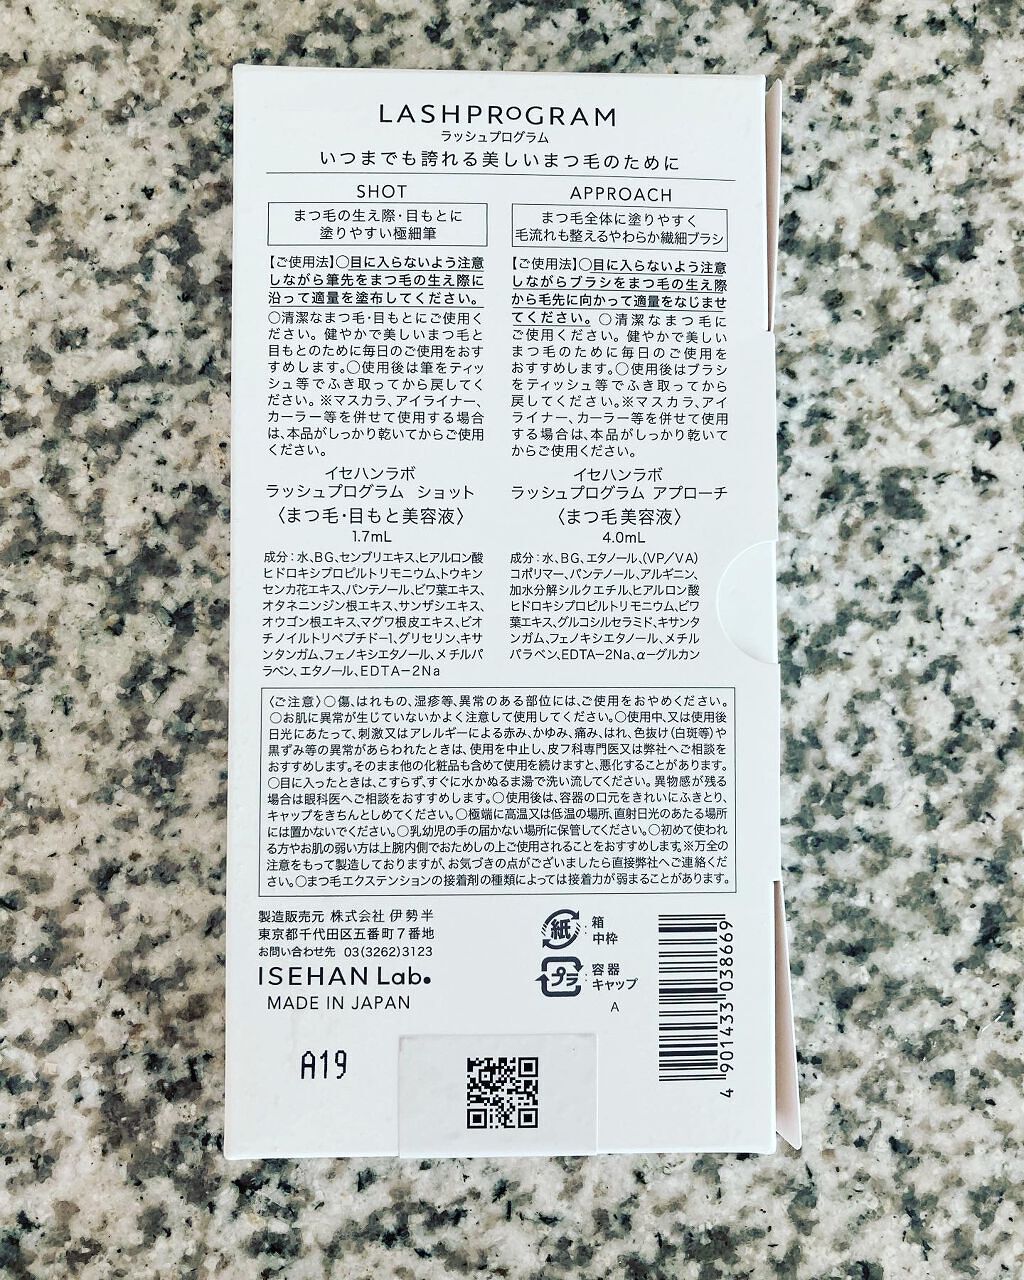 LASHPROGRAM
ラッシュプログラム
いつまでも誇れる美しいまつ毛のために
SHOT
まつ毛の生え際・目もとに
塗りやすい極細筆
【ご使用法】○目に入らないよう注意
しながら筆先をまつ毛の生え際に
沿って適量を塗布してください。
○清潔なまつ毛・目もとにご使用く
ださい。健やかで美しいまつ毛と
目もとのために毎日のご使用をおす
すめします。○使用後は筆をティッ
シュ等でふき取ってから戻してく
ださい。※マスカラ、アイライナー、
カーラー等を併せて使用する場合
は、本品がしっかり乾いてからご使用
ください。
イセハンラボ
ラッシュプログラム ショット
〈まつ毛・目もと美容液〉
1.7mL
成分：水、BG、センブリエキス、ヒアルロン酸
ヒドロキシプロピルトリモニウム、トウキン
センカ花エキス、パンテノール、ビワ葉エキス、
オタネニンジン根エキス、サンザシエキス、
オウゴン根エキス、マグワ根皮エキス、ビオ
チノイルトリペプチド-1、グリセリン、キサ
ンタンガム、フェノキシエタノール、メチルパ
ラベン、エタノール、EDTA-2Na
APPROACH
まつ毛全体に塗りやすく
毛流れも整えるやわらか繊細ブラシ
【ご使用法】○目に入らないよう注意
しながらブラシをまつ毛の生え際
から毛先に向かって適量をなじませ
てください。○清潔なまつ毛に
ご使用ください。健やかで美しい
まつ毛のために毎日のご使用を
おすすめします。○使用後はブラシ
をティッシュ等でふき取ってから
戻してください。※マスカラ、アイ
ライナー、カーラー等を併せて使用
する場合は、本品がしっかり乾いて
からご使用ください。
イセハンラボ
ラッシュプログラム アプローチ
〈まつ毛美容液〉
4.0mL
成分：水、BG、エタノール、(VP/VA)
コポリマー、パンテノール、アルギニン、
加水分解シルクエチル、ヒアルロン酸
ヒドロキシプロピルトリモニウム、ビワ
葉エキス、グルコシルセラミド、キサンタ
ンガム、フェノキシエタノール、メチル
パラベン、EDTA-2Na、α-グルカン
〈ご注意〉○傷、はれもの、湿疹等、異常のある部位には、ご使用をおやめください。
○お肌に異常が生じていないかよく注意して使用してください。○使用中、又は使用後
日光にあたって、刺激又はアレルギーによる赤み、かゆみ、痛み、はれ、色抜け(白斑等)や
黒ずみ等の異常があらわれたときは、使用を中止し、皮フ科専門医又は弊社へご相談を
おすすめします。そのまま他の化粧品も含めて使用を続けますと、悪化することがあります。
○目に入ったときは、こすらず、すぐに水かぬるま湯で洗い流してください。異物感が残る
場合は眼科医へご相談をおすすめします。○使用後は、容器の口元をきれいにふきとり、
キャップをきちんとしめてください。○極端に高温又は低温の場所、直射日光のあたる場所
には置かないでください。○乳幼児の手の届かない場所に保管してください。○初めて使われ
る方やお肌の弱い方は上腕内側でおためしの上ご使用されることをおすすめします。※万全の
注意をもって製造しておりますが、お気づきの点がございましたら直接弊社へご連絡くだ
さい。○まつ毛エクステンションの接着剤の種類によっては接着力が弱まることがあります。
製造販売元 株式会社 伊勢半
東京都千代田区五番町7番地
お問い合わせ先 03(3262)3123
ISEHAN Lab.
MADE IN JAPAN
紙：箱
中枠
プラ：容器
キャップ
A
4 901433 038669
A19